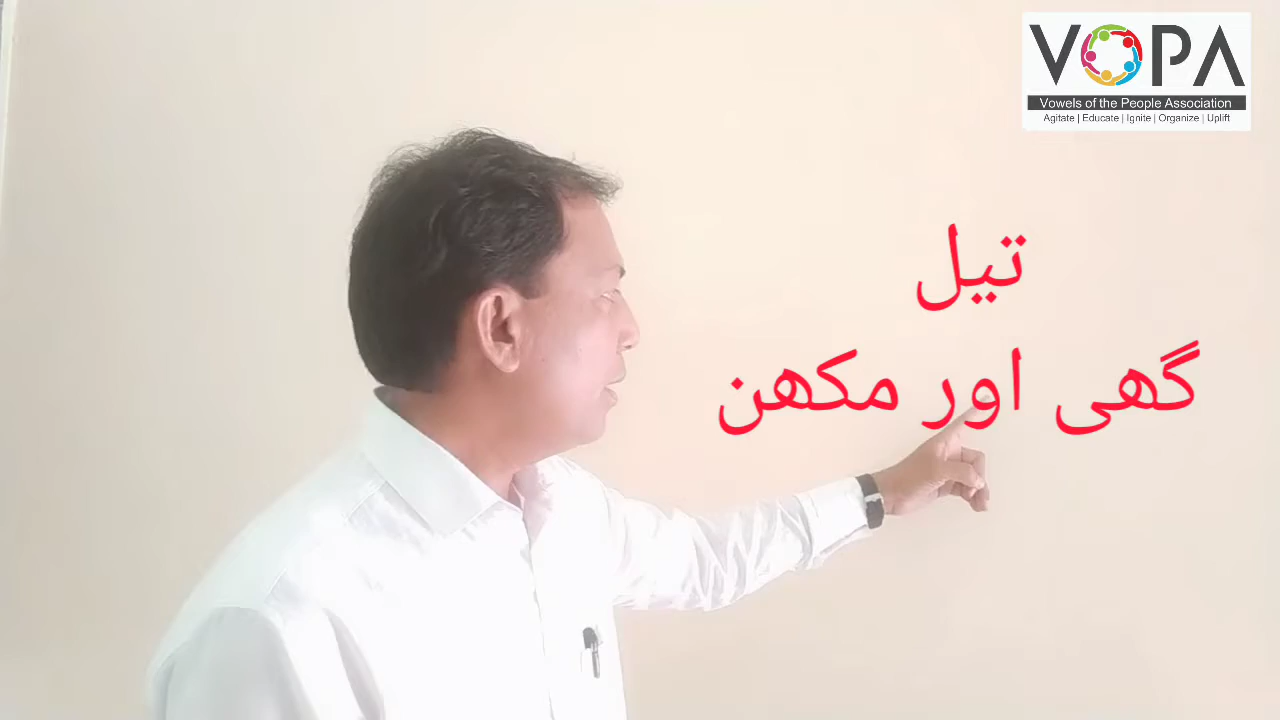 VOPA
Vowels of the People Association
Agitate | Educate | Ignite | Organize | Uplift
تیل
گھی اور مکھن